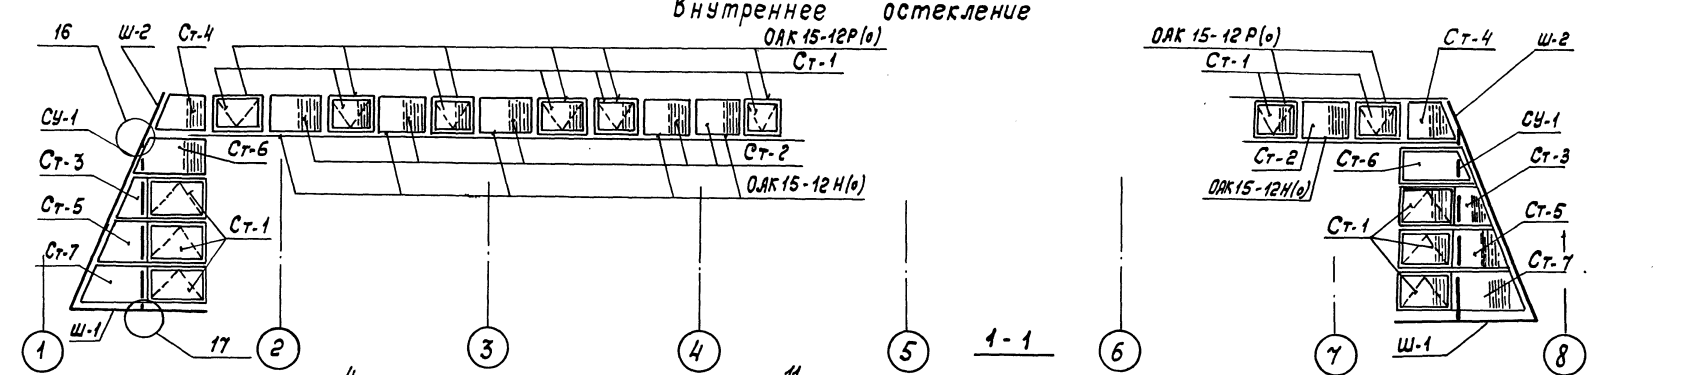 Внутреннее остекление
16 Ш-2 Ст-4 ОАК 15-12Р(о)
Ст-1
СУ-1
Ст-3 Ст-6 Ст-2
ОАК 15-12Н(о)
Ст-5 Ст-1
Ст-7
Ш-1 17
ОАК 15-12Р(о) Ст-4 Ш-2
Ст-1
СУ-1
Ст-2 Ст-6 Ст-3
ОАК 15-12Н(о)
Ст-1 Ст-5
Ст-7
Ш-1
1 2 3 4 5 1-1 6 7 8